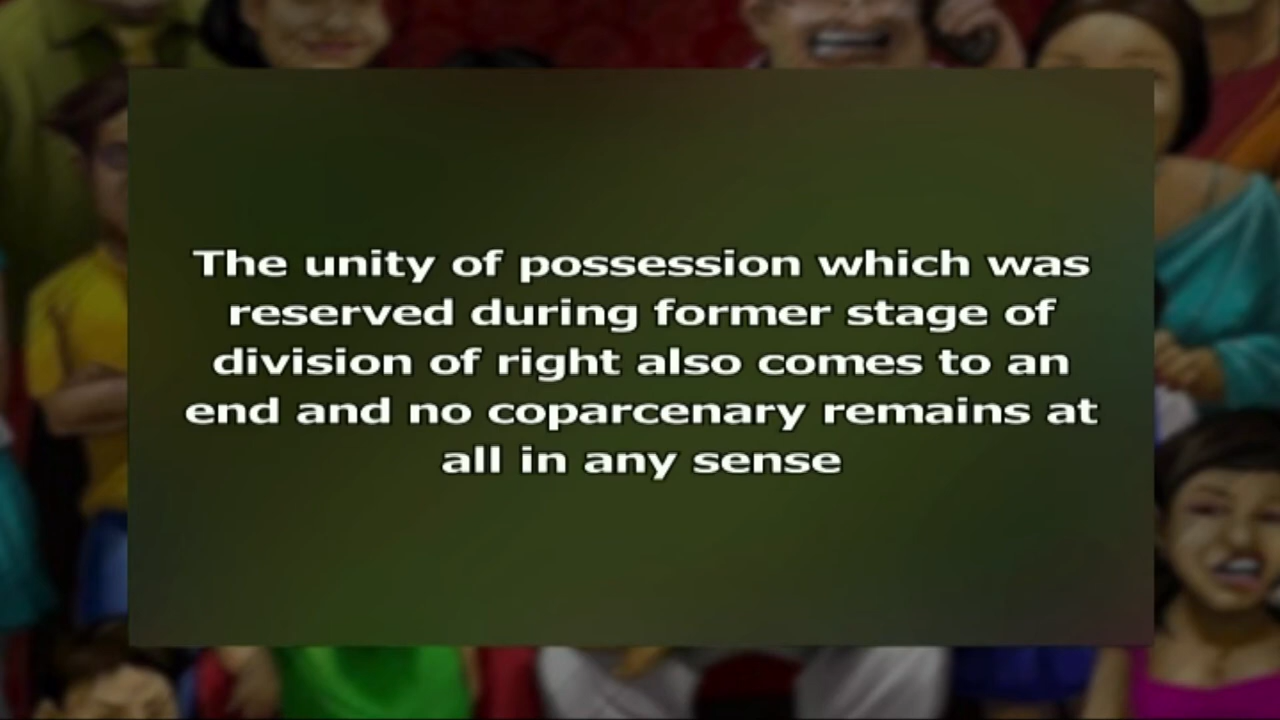 The unity of possession which was
reserved during former stage of
division of right also comes to an
end and no coparcenary remains at
all in any sense